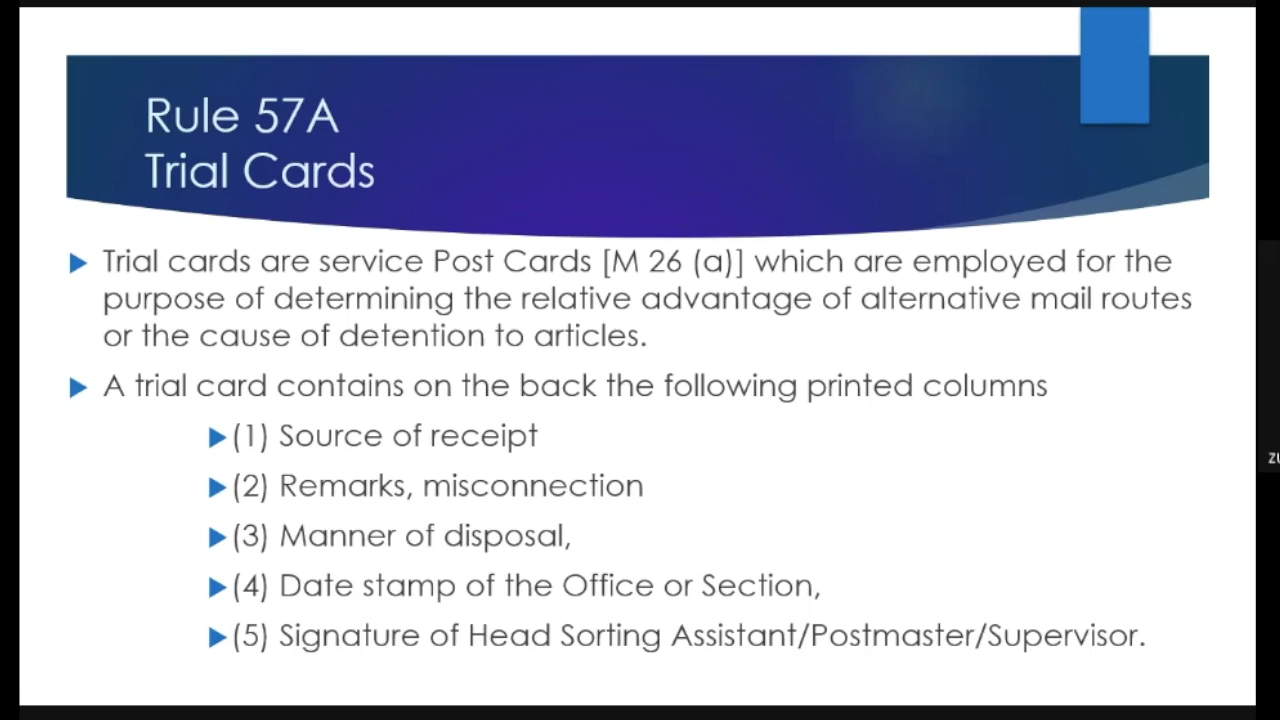 Rule 57A
Trial Cards
Trial cards are service Post Cards [M 26 (a)] which are employed for the
purpose of determining the relative advantage of alternative mail routes
or the cause of detention to articles.
A trial card contains on the back the following printed columns
(1) Source of receipt
(2) Remarks, misconnection
(3) Manner of disposal,
(4) Date stamp of the Office or Section,
(5) Signature of Head Sorting Assistant/Postmaster/Supervisor.